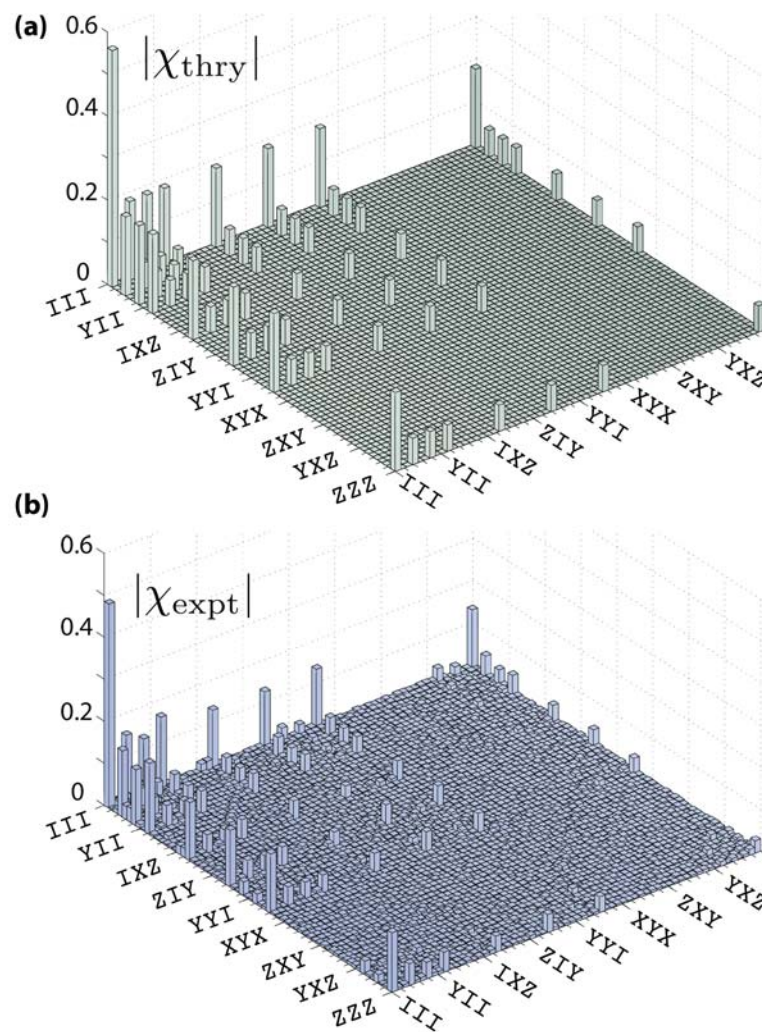 (a)
0.6
|χthry|
0.4
0.2
0
III
YII
IXZ
ZIY
YYI
XYX
ZXY
YXZ
ZZZ
III
YII
IXZ
ZIY
YYI
XYX
ZXY
YXZ
(b)
0.6
|χexpt|
0.4
0.2
0
III
YII
IXZ
ZIY
YYI
XYX
ZXY
YXZ
ZZZ
III
YII
IXZ
ZIY
YYI
XYX
ZXY
YXZ